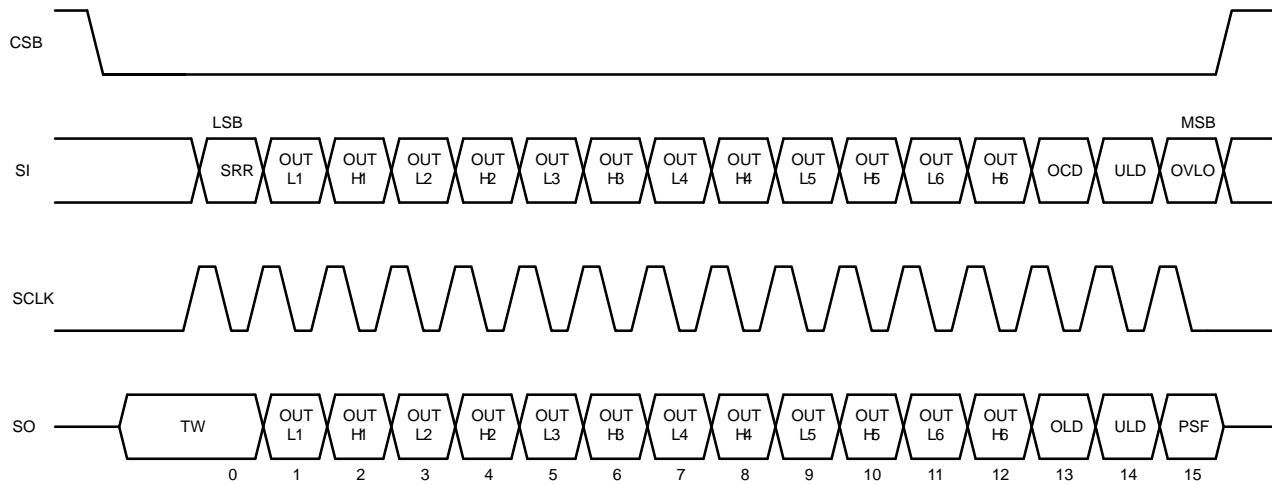 CSB
LSB
MSB
SI
SRR
OUT
L1
OUT
H1
OUT
L2
OUT
H2
OUT
L3
OUT
H3
OUT
L4
OUT
H4
OUT
L5
OUT
H5
OUT
L6
OUT
H6
OCD
ULD
OVLO
SCLK
SO
TW
OUT
L1
OUT
H1
OUT
L2
OUT
H2
OUT
L3
OUT
H3
OUT
L4
OUT
H4
OUT
L5
OUT
H5
OUT
L6
OUT
H6
OLD
ULD
PSF
0 1 2 3 4 5 6 7 8 9 10 11 12 13 14 15